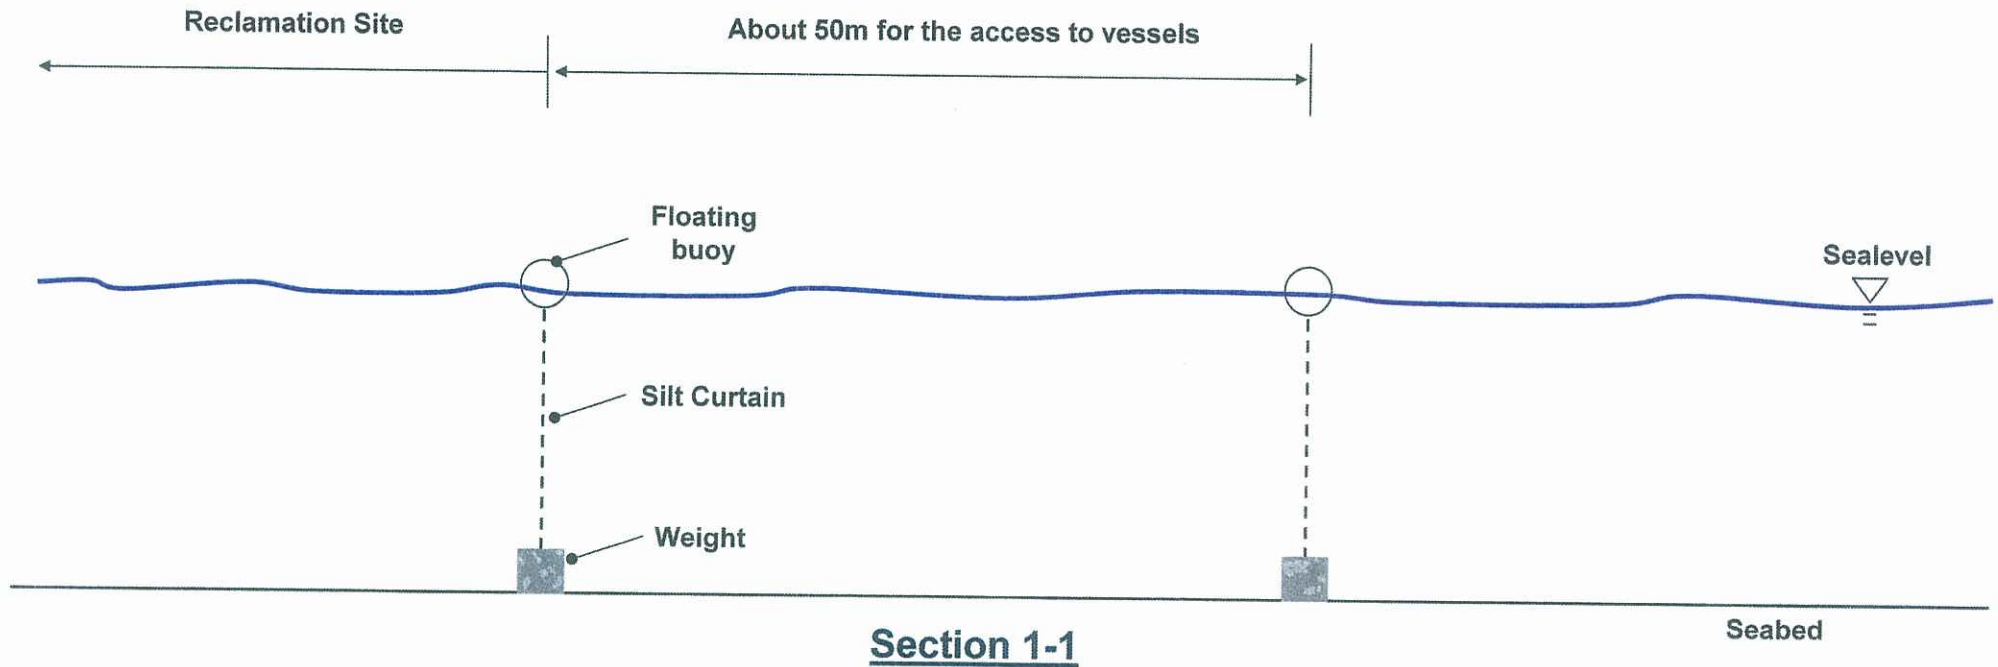 Reclamation Site
About 50m for the access to vessels
Floating
buoy
Sealevel
Silt Curtain
Weight
Seabed
Section 1-1